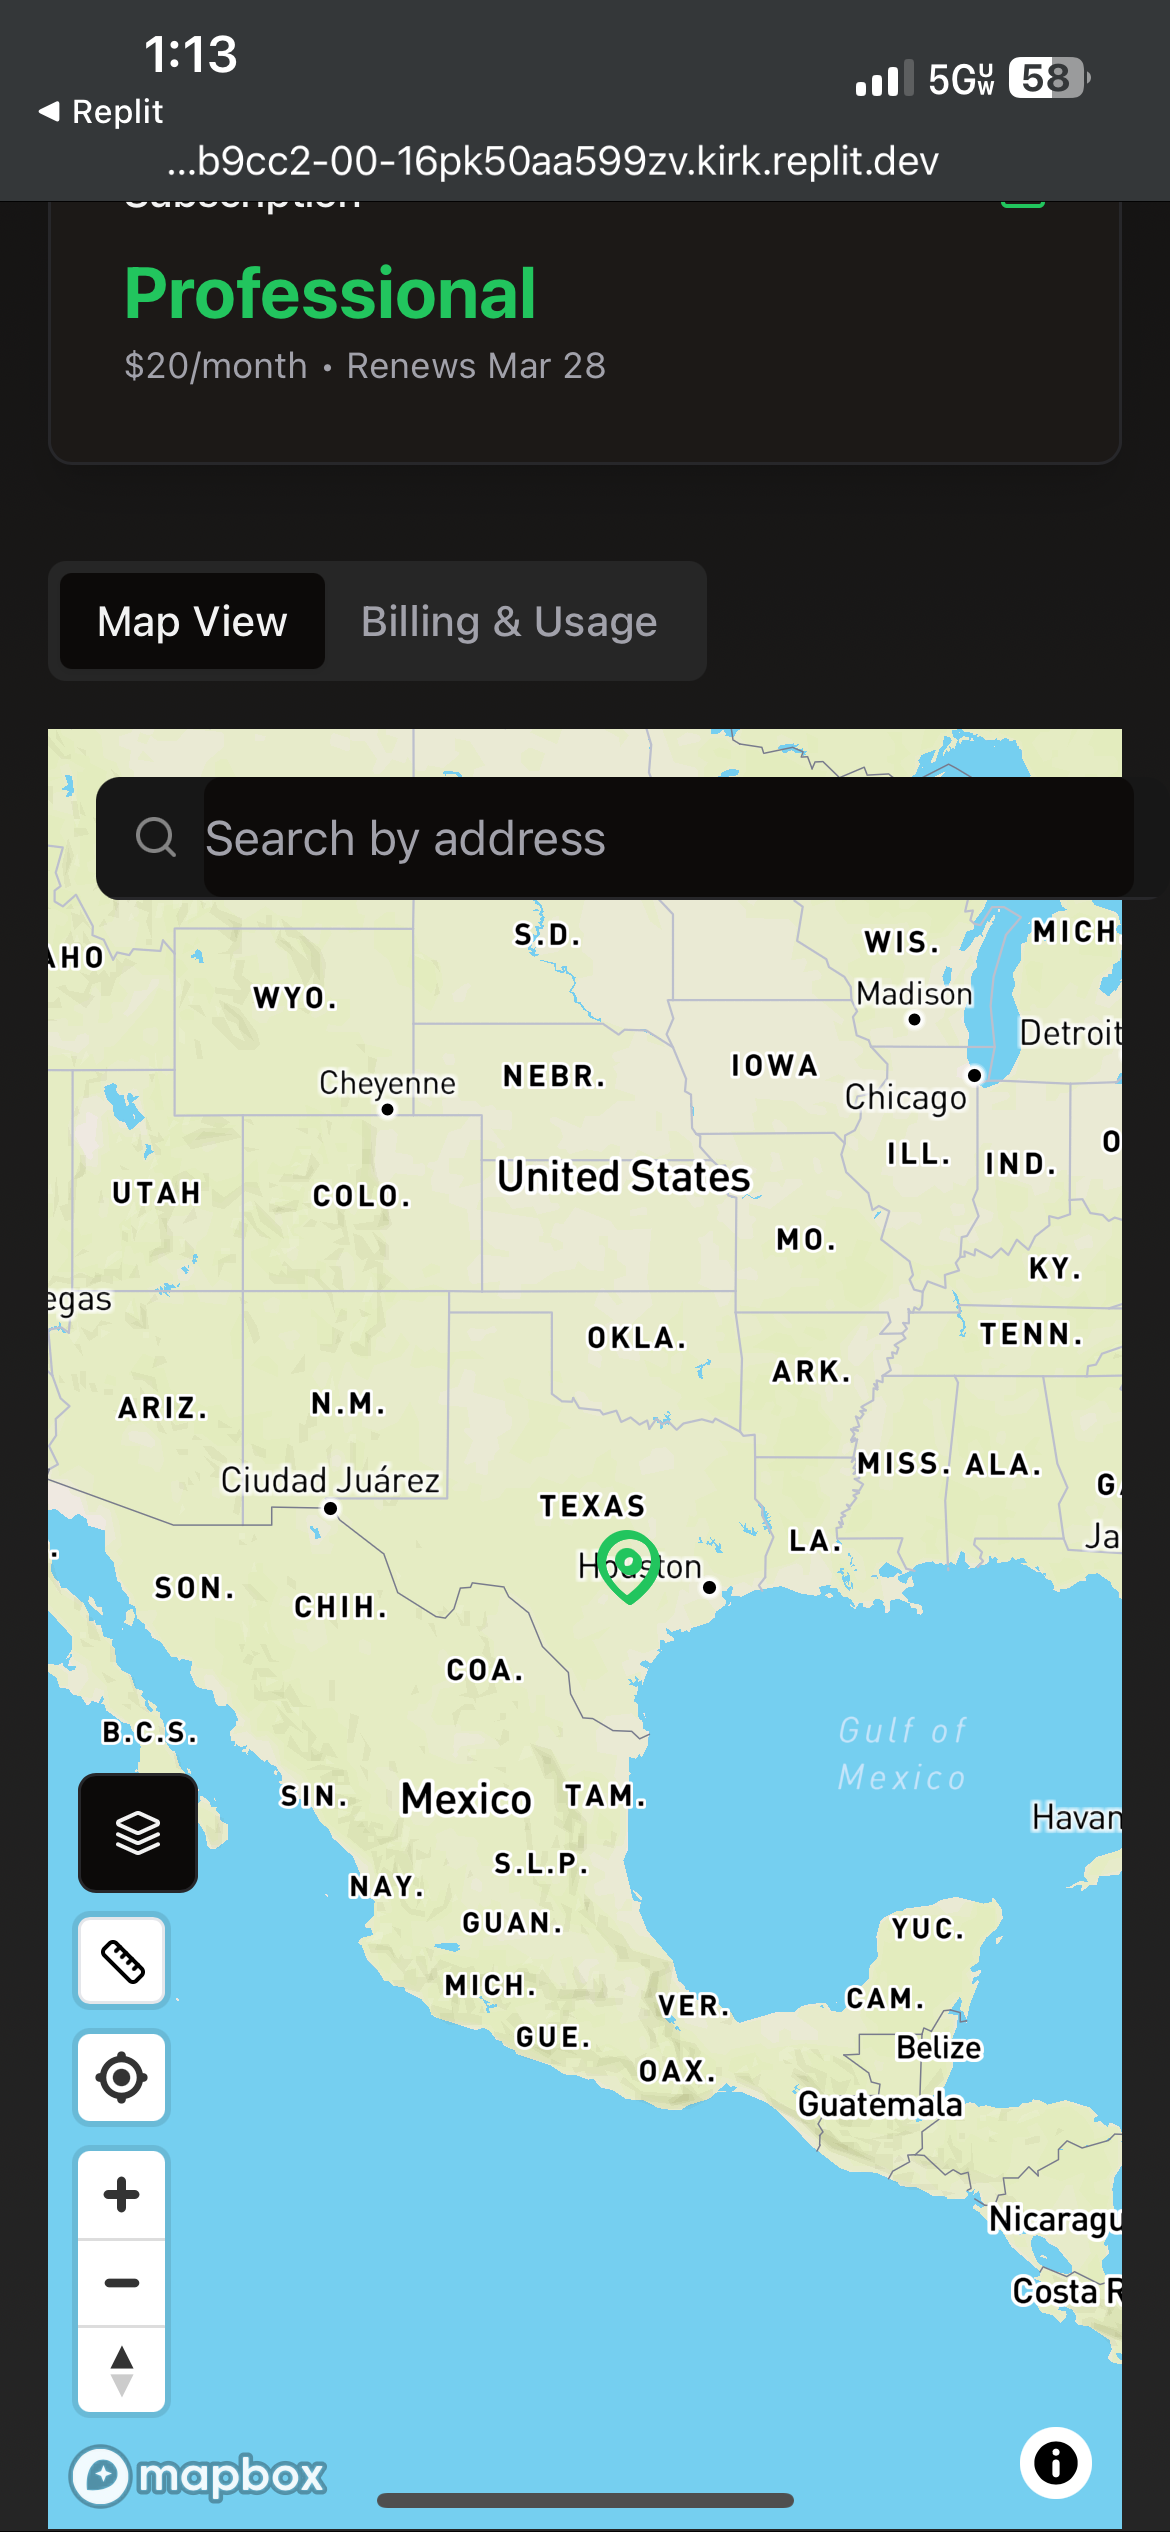 1:13
5GUW
58
◀ Replit
...b9cc2-00-16pk50aa599zv.kirk.replit.dev
Subscription
Professional
$20/month • Renews Mar 28
Map View
Billing & Usage
Search by address
S.D.
WIS.
MICH
AHO
WYO.
Madison
Detroit
Cheyenne
NEBR.
IOWA
Chicago
O
ILL.
IND.
United States
UTAH
COLO.
MO.
KY.
egas
OKLA.
TENN.
ARK.
ARIZ.
N.M.
MISS.
ALA.
Ciudad Juárez
G
TEXAS
LA.
Ja
Houston
SON.
CHIH.
COA.
B.C.S.
Gulf of
Mexico
SIN.
Mexico
TAM.
Havan
S.L.P.
NAY.
GUAN.
YUC.
MICH.
VER.
CAM.
GUE.
Belize
OAX.
Guatemala
Nicaragu
Costa R
mapbox